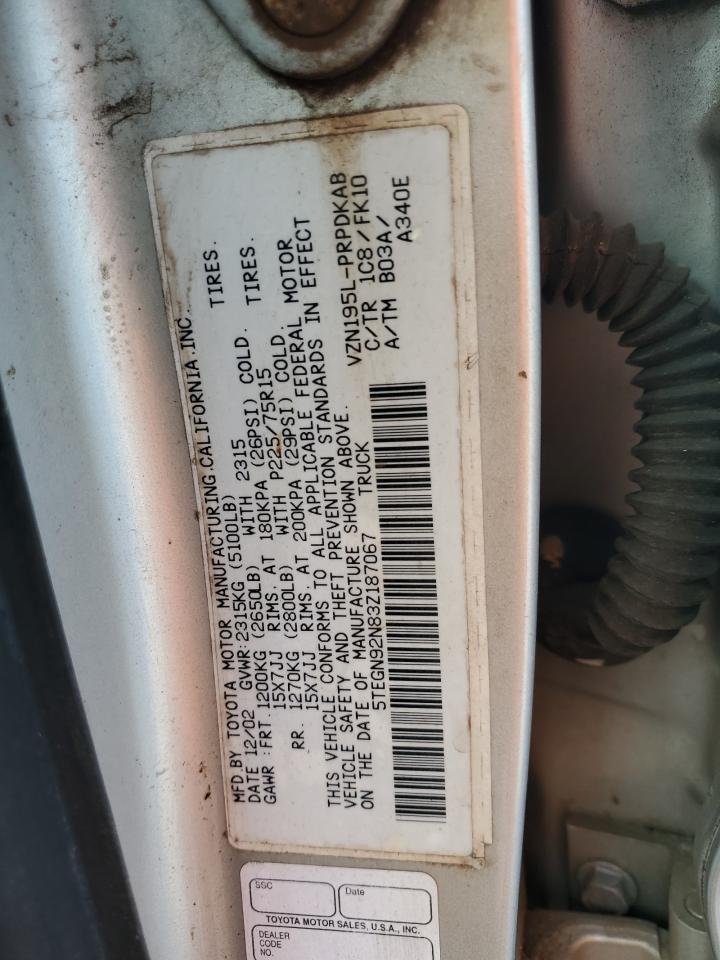 MFD.BY TOYOTA MOTOR MANUFACTURING.CALIFORNIA.INC.
DATE 12/02 GVWR:2315KG (5100LB)
GAWR:FRT.1200KG (2650LB) WITH 2315 TIRES.
15X7JJ RIMS. AT 180KPA (26PSI) COLD.
RR. 1270KG (2800LB) WITH P225/75R15 TIRES.
15X7JJ RIMS. AT 200KPA (29PSI) COLD.
THIS VEHICLE CONFORMS TO ALL APPLICABLE FEDERAL MOTOR
VEHICLE SAFETY AND THEFT PREVENTION STANDARDS IN EFFECT
ON THE DATE OF MANUFACTURE SHOWN ABOVE.
5TEGN92N83Z187067 TRUCK
VZN195L-PRPDKAB
C/TR 1C8/FK10
A/TM B03A/
A340E
SSC
Date
TOYOTA MOTOR SALES, U.S.A., INC.
DEALER
CODE
NO.